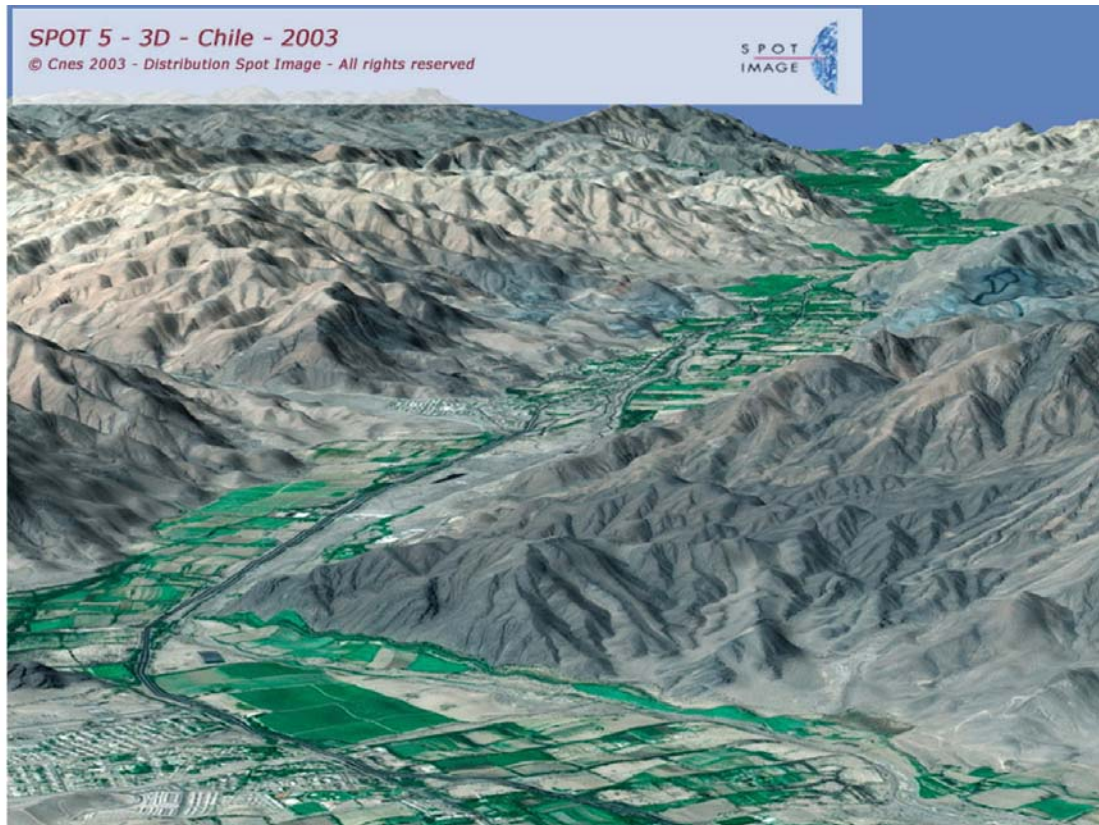 SPOT 5 - 3D - Chile - 2003
© Cnes 2003 - Distribution Spot Image - All rights reserved
SPOT
IMAGE